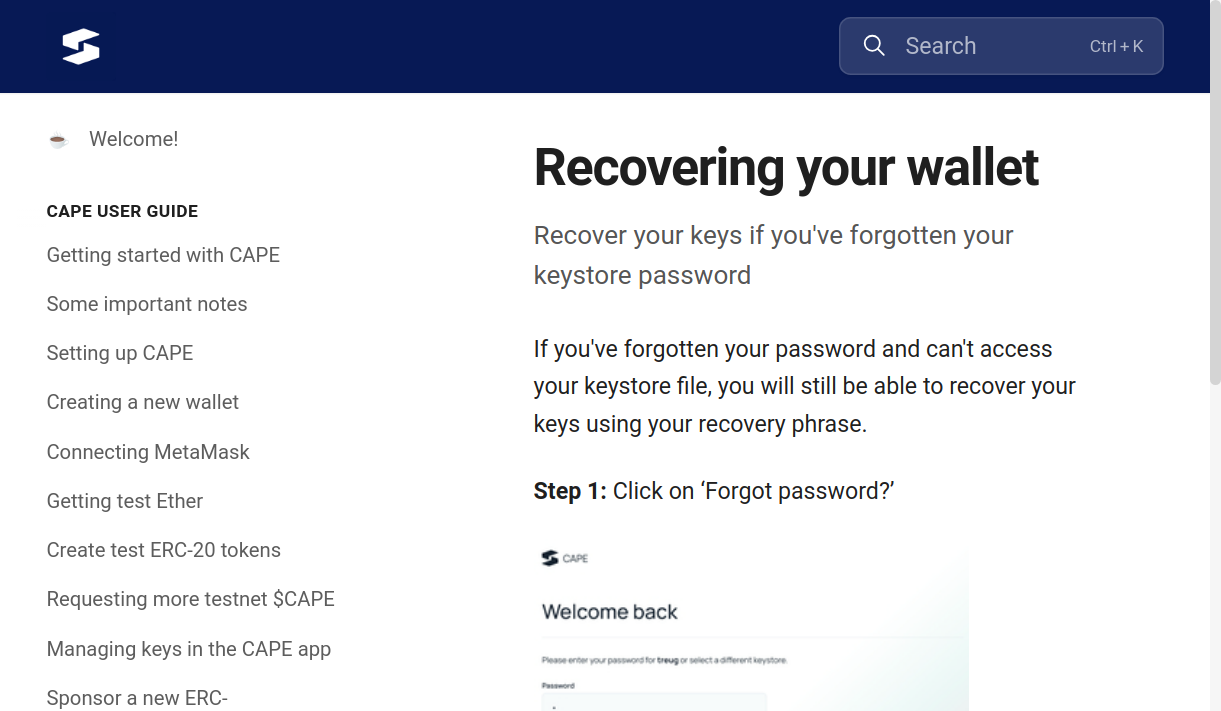 Search
Ctrl + K
Welcome!
CAPE USER GUIDE
Getting started with CAPE
Some important notes
Setting up CAPE
Creating a new wallet
Connecting MetaMask
Getting test Ether
Create test ERC-20 tokens
Requesting more testnet $CAPE
Managing keys in the CAPE app
Sponsor a new ERC-
Recovering your wallet
Recover your keys if you've forgotten your
keystore password
If you've forgotten your password and can't access
your keystore file, you will still be able to recover your
keys using your recovery phrase.
Step 1: Click on ‘Forgot password?’
CAPE
Welcome back
Please enter your password for treug or select a different keystore.
Password